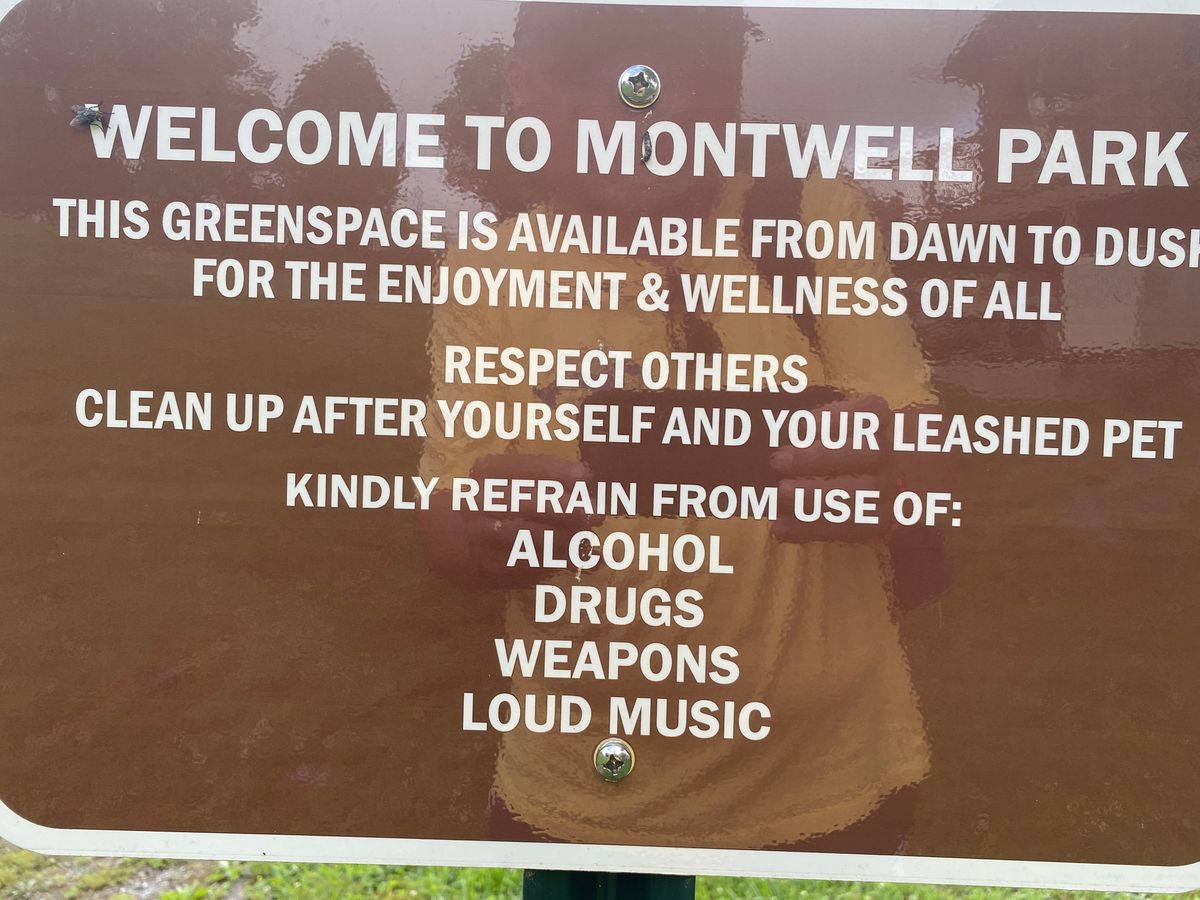 WELCOME TO MONTWELL PARK
THIS GREENSPACE IS AVAILABLE FROM DAWN TO DUSK
FOR THE ENJOYMENT & WELLNESS OF ALL
RESPECT OTHERS
CLEAN UP AFTER YOURSELF AND YOUR LEASHED PET
KINDLY REFRAIN FROM USE OF:
ALCOHOL
DRUGS
WEAPONS
LOUD MUSIC